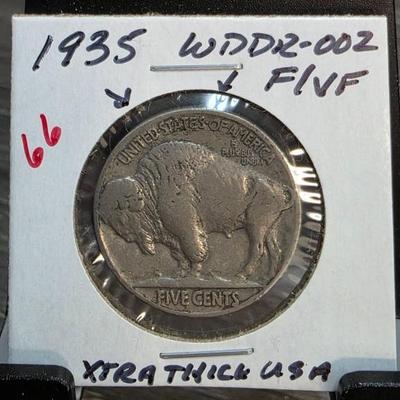 1935 WDDR-002
F/VF
66
UNITED·STATES·OF·AMERICA
E
PLURIBUS
UNUM
FIVE CENTS
XTRA THICK USA